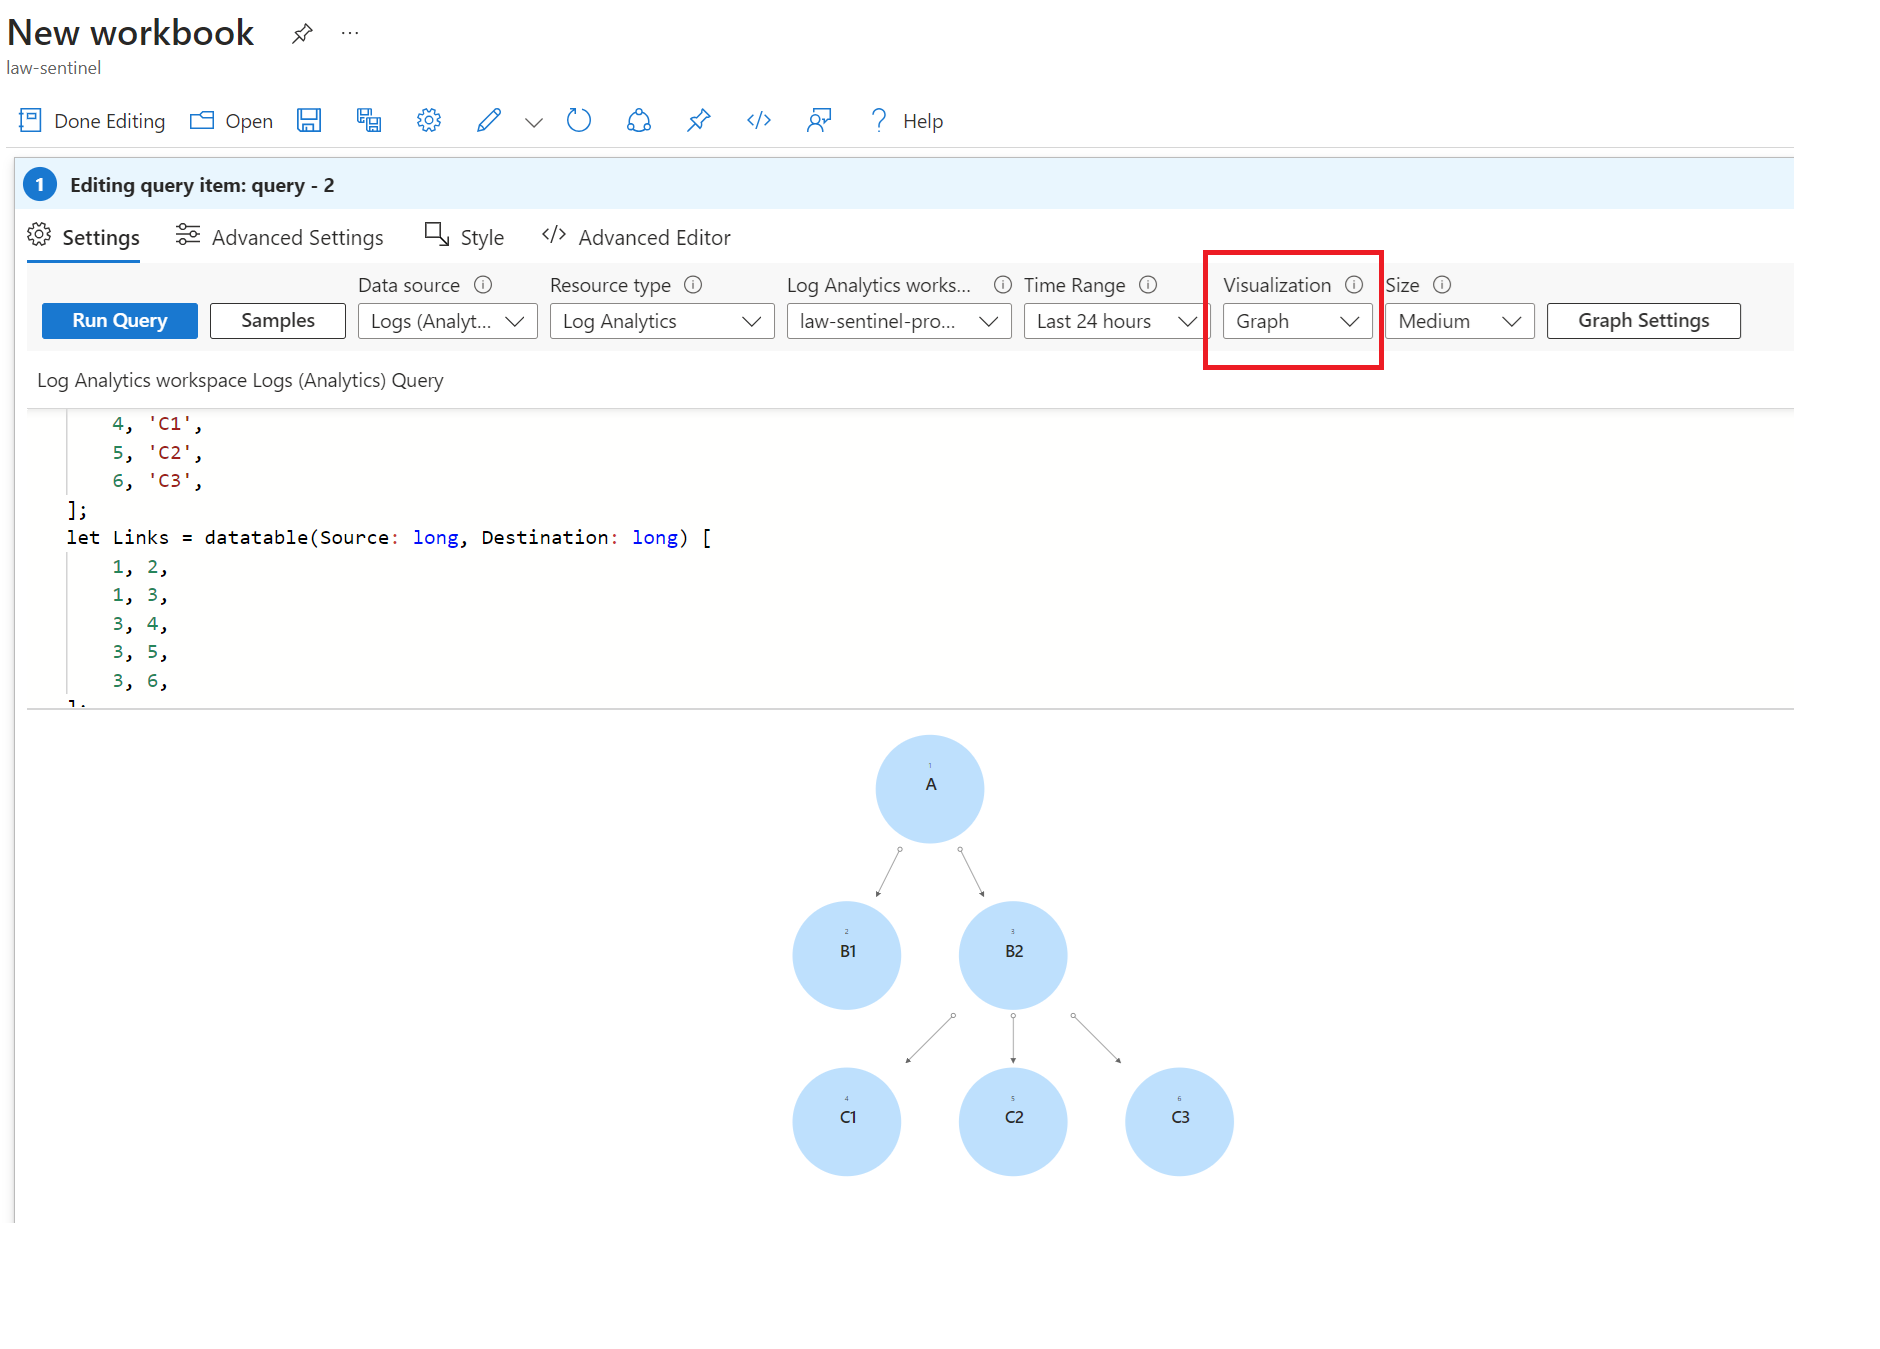 New workbook ...
law-sentinel
Done Editing Open Help
1 Editing query item: query - 2
Settings Advanced Settings Style </> Advanced Editor
Data source Resource type Log Analytics works... Time Range Visualization Size
Run Query Samples Logs (Analyt... Log Analytics law-sentinel-pro... Last 24 hours Graph Medium Graph Settings
Log Analytics workspace Logs (Analytics) Query
4, 'C1',
5, 'C2',
6, 'C3',
];
let Links = datatable(Source: long, Destination: long) [
1, 2,
1, 3,
3, 4,
3, 5,
3, 6,
];
1
A
2 3
B1 B2
4 5 6
C1 C2 C3